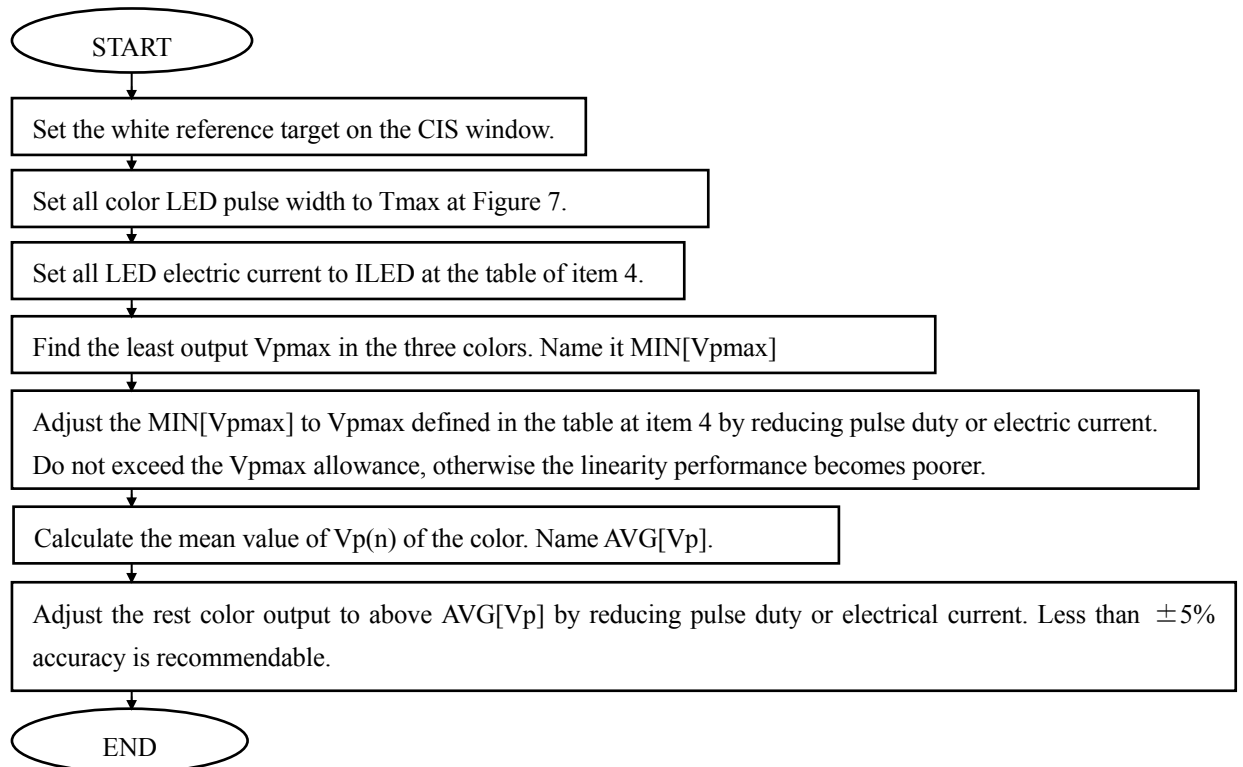 START
Set the white reference target on the CIS window.
Set all color LED pulse width to Tmax at Figure 7.
Set all LED electric current to ILED at the table of item 4.
Find the least output Vpmax in the three colors. Name it MIN[Vpmax]
Adjust the MIN[Vpmax] to Vpmax defined in the table at item 4 by reducing pulse duty or electric current.
Do not exceed the Vpmax allowance, otherwise the linearity performance becomes poorer.
Calculate the mean value of Vp(n) of the color. Name AVG[Vp].
Adjust the rest color output to above AVG[Vp] by reducing pulse duty or electrical current. Less than ±5%
accuracy is recommendable.
END